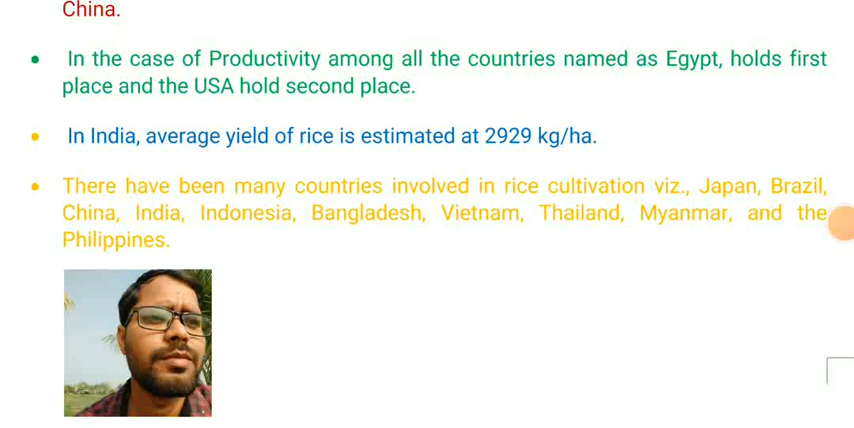 China.
In the case of Productivity among all the countries named as Egypt, holds first
place and the USA hold second place.
In India, average yield of rice is estimated at 2929 kg/ha.
There have been many countries involved in rice cultivation viz., Japan, Brazil,
China, India, Indonesia, Bangladesh, Vietnam, Thailand, Myanmar, and the
Philippines.